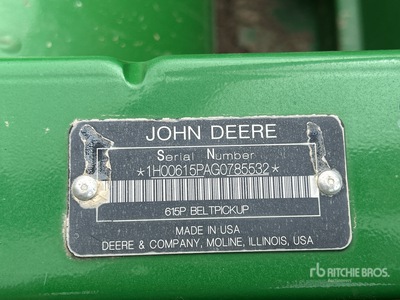 JOHN DEERE
Serial Number
*1H00615PAG0785532*
615P BELTPICKUP
MADE IN USA
DEERE & COMPANY, MOLINE, ILLINOIS, USA
rb RITCHIE BROS.